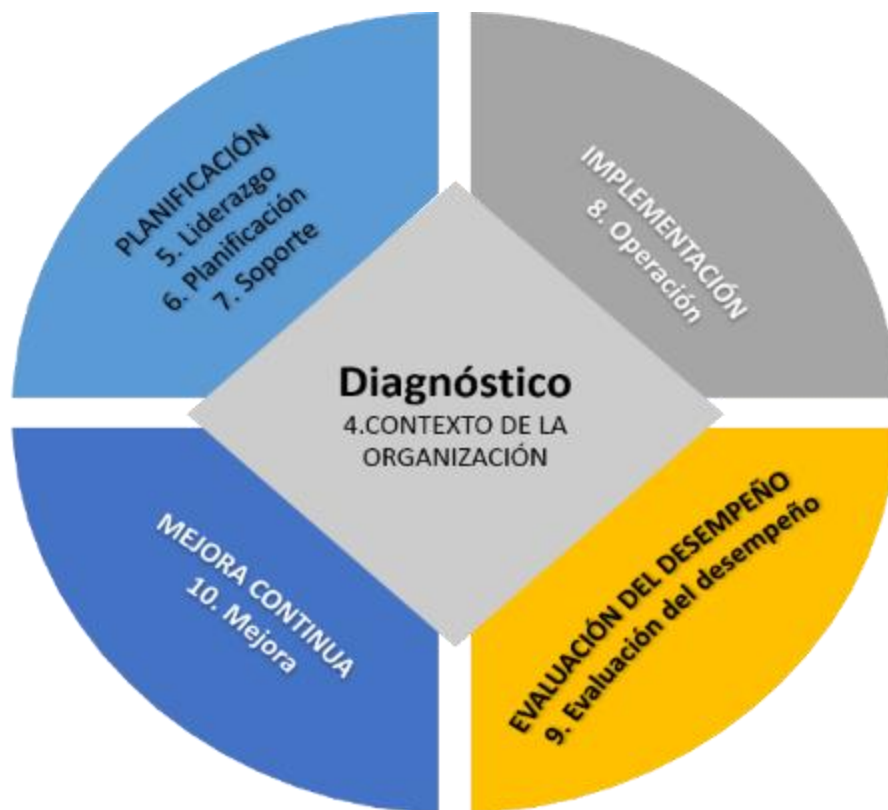 PLANIFICACIÓN
5. Liderazgo
6. Planificación
7. Soporte
IMPLEMENTACIÓN
8. Operación
Diagnóstico
4.CONTEXTO DE LA
ORGANIZACIÓN
MEJORA CONTINUA
10. Mejora
EVALUACIÓN DEL DESEMPEÑO
9. Evaluación del desempeño